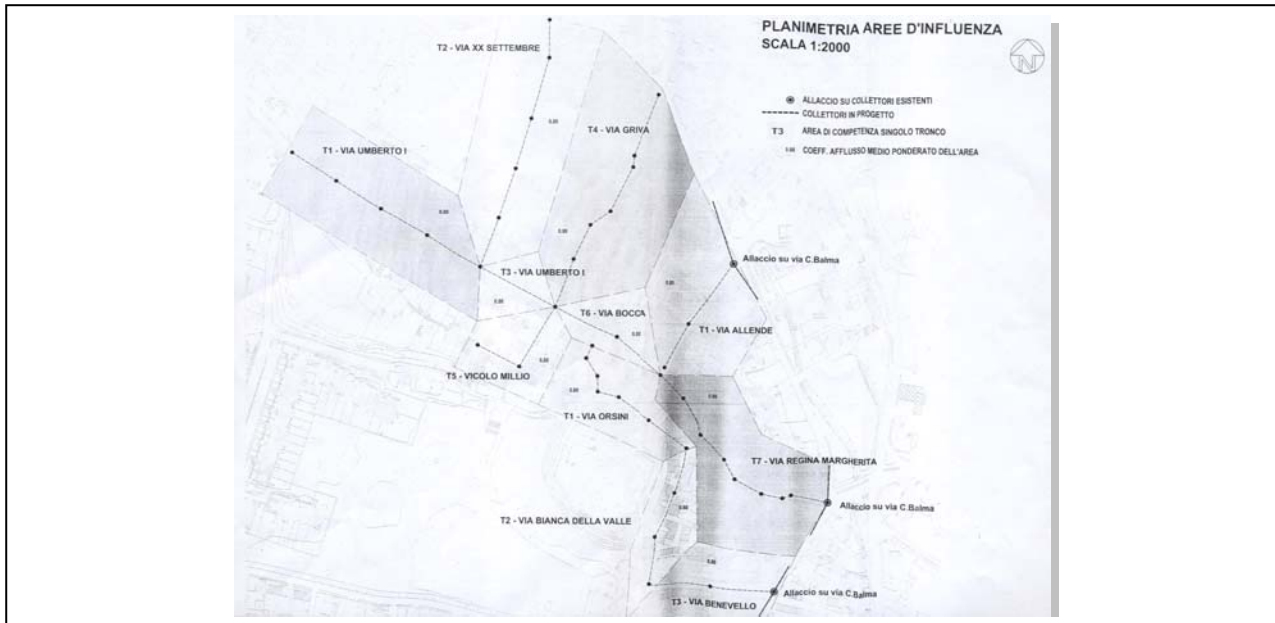 PLANIMETRIA AREE D'INFLUENZA
SCALA 1:2000
N
ALLACCIO SU COLLETTORI ESISTENTI
COLLETTORI IN PROGETTO
T3 AREA DI COMPETENZA SINGOLO TRONCO
COEFF. AFFLUSSO MEDIO PONDERATO DELL'AREA
T2 - VIA XX SETTEMBRE
T4 - VIA GRIVA
T1 - VIA UMBERTO I
T3 - VIA UMBERTO I
Allaccio su via C.Balma
T6 - VIA BOCCA
T1 - VIA ALLENDE
T5 - VICOLO MILLIO
T1 - VIA ORSINI
T7 - VIA REGINA MARGHERITA
Allaccio su via C.Balma
T2 - VIA BIANCA DELLA VALLE
Allaccio su via C.Balma
T3 - VIA BENEVELLO